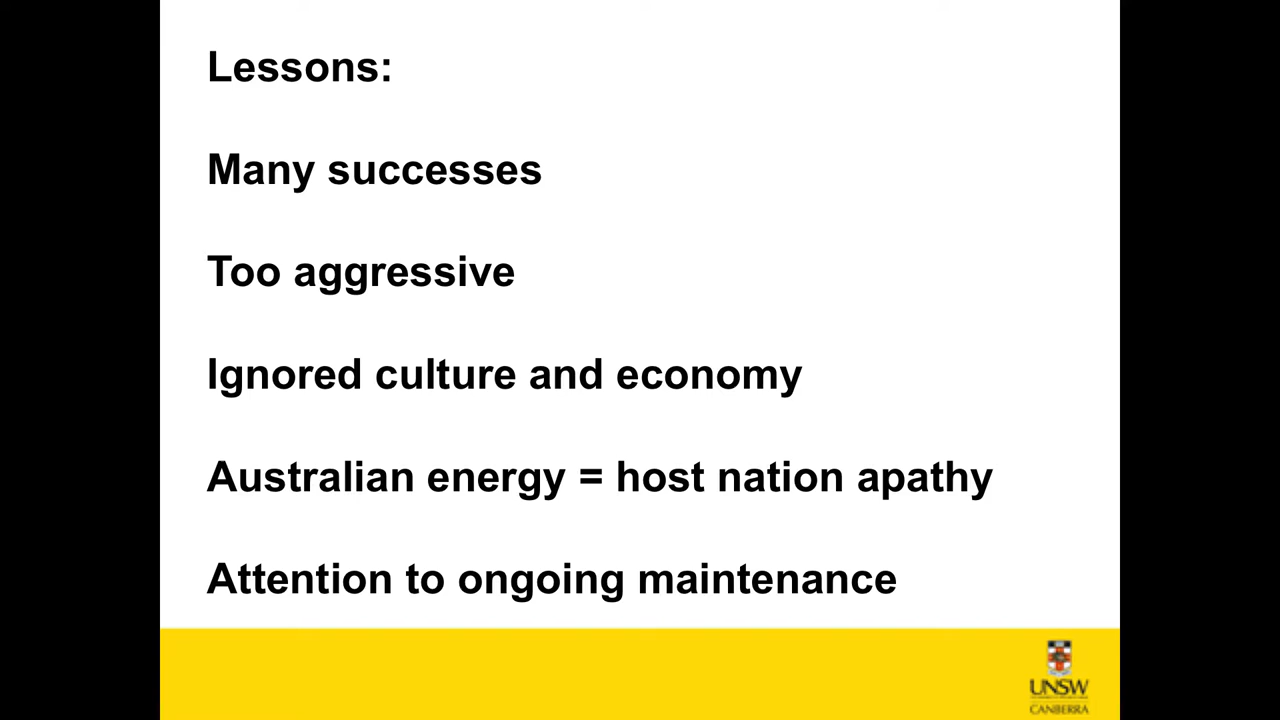 Lessons:
Many successes
Too aggressive
Ignored culture and economy
Australian energy = host nation apathy
Attention to ongoing maintenance
UNSW
CANBERRA